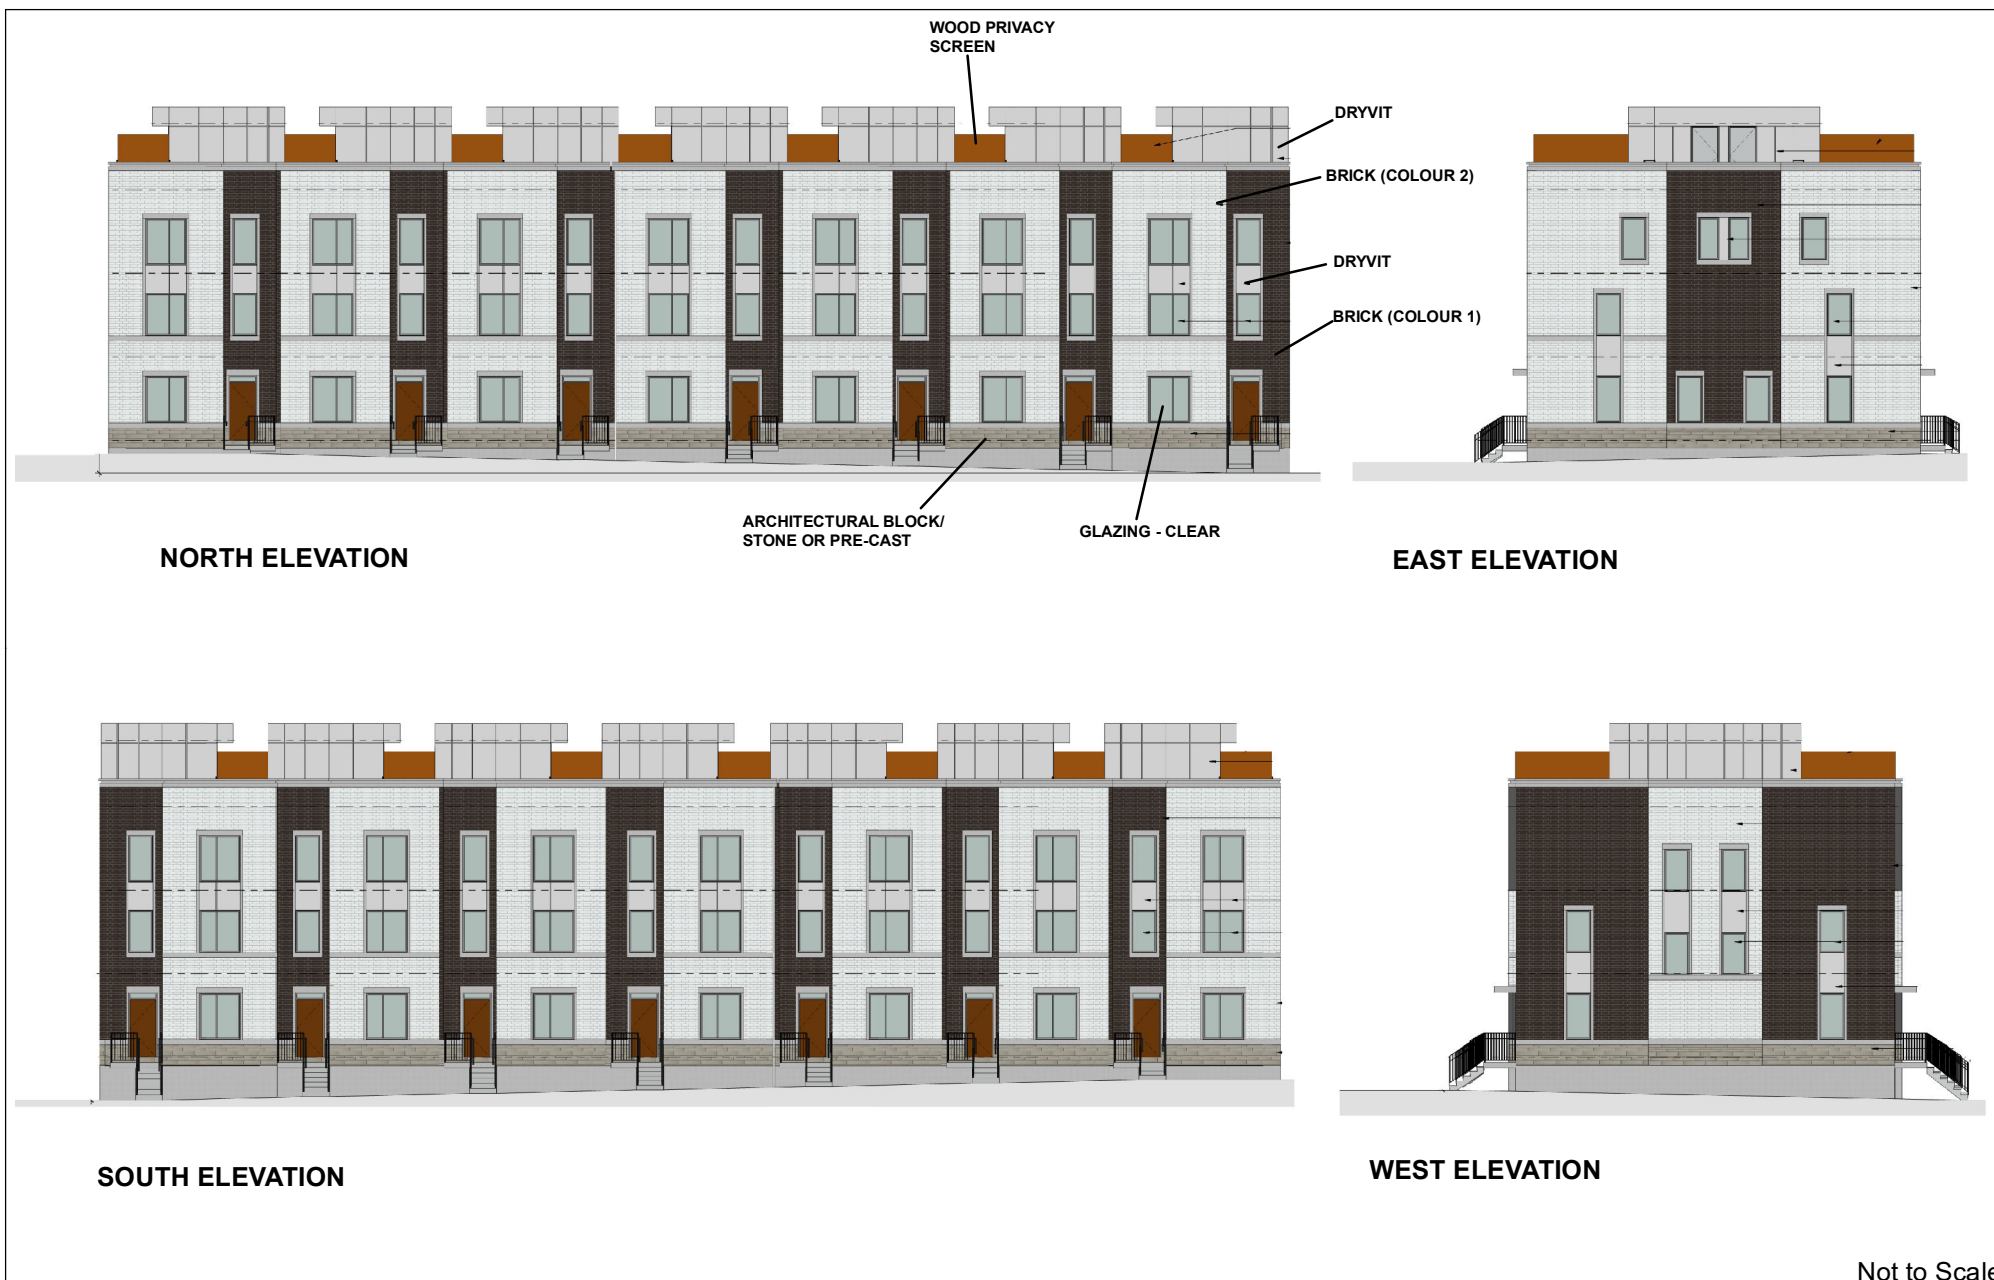 WOOD PRIVACY
SCREEN
DRYVIT
BRICK (COLOUR 2)
DRYVIT
BRICK (COLOUR 1)
ARCHITECTURAL BLOCK/
STONE OR PRE-CAST
GLAZING - CLEAR
NORTH ELEVATION
EAST ELEVATION
SOUTH ELEVATION
WEST ELEVATION
Not to Scale